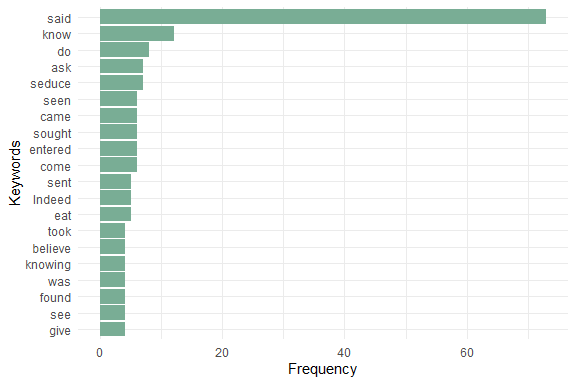 said
know
do
ask
seduce
seen
came
sought
entered
come
sent
Indeed
eat
took
believe
knowing
was
found
see
give
Keywords
0 20 40 60
Frequency